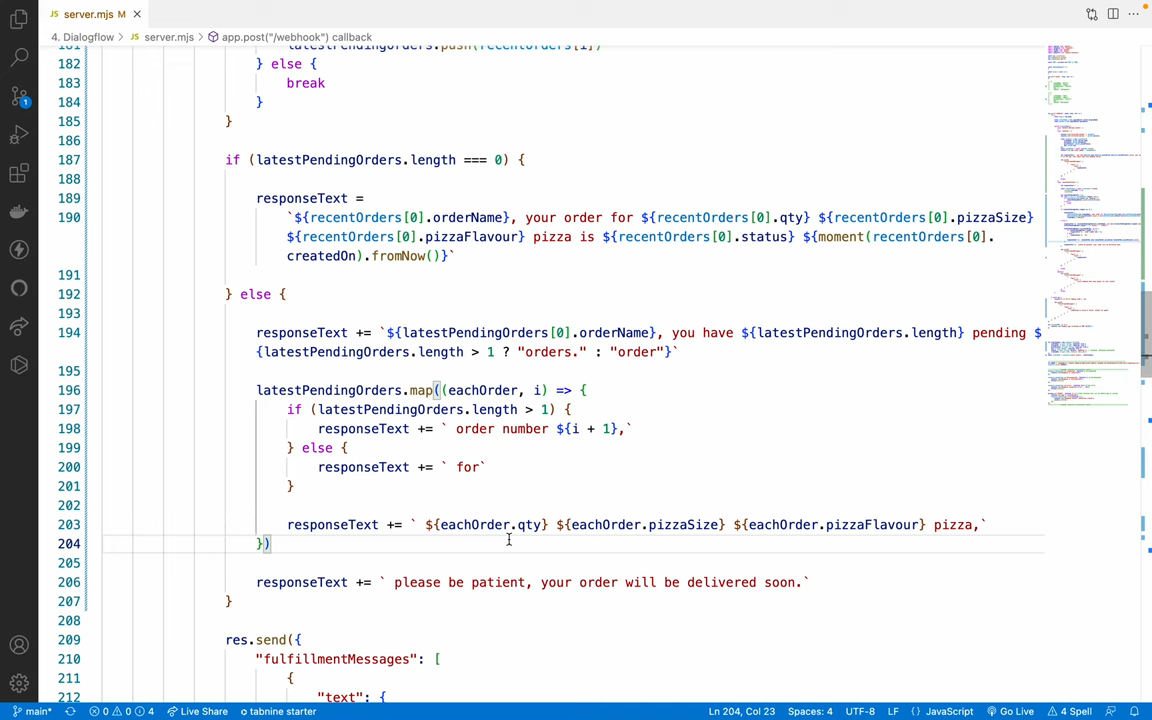 server.mjs M
4. Dialogflow > server.mjs > app.post("/webhook") callback
181 latestPendingOrders.push(recentOrders[i])
182 } else {
183 break
184 }
185 }
186
187 if (latestPendingOrders.length === 0) {
188
189 responseText =
190 `${recentOrders[0].orderName}, your order for ${recentOrders[0].qty} ${recentOrders[0].pizzaSize}
${recentOrders[0].pizzaFlavour} pizza is ${recentOrders[0].status} ${moment(recentOrders[0].
createdOn).fromNow()}`
191
192 } else {
193
194 responseText += `${latestPendingOrders[0].orderName}, you have ${latestPendingOrders.length} pending $
{latestPendingOrders.length > 1 ? "orders." : "order"}`
195
196 latestPendingOrders.map((eachOrder, i) => {
197 if (latestPendingOrders.length > 1) {
198 responseText += ` order number ${i + 1},`
199 } else {
200 responseText += ` for`
201 }
202
203 responseText += ` ${eachOrder.qty} ${eachOrder.pizzaSize} ${eachOrder.pizzaFlavour} pizza,`
204 })
205
206 responseText += ` please be patient, your order will be delivered soon.`
207 }
208
209 res.send({
210 "fulfillmentMessages": [
211 {
212 "text": {
main* 0 0 4 Live Share tabnine starter Ln 204, Col 23 Spaces: 4 UTF-8 LF {} JavaScript Go Live 4 Spell